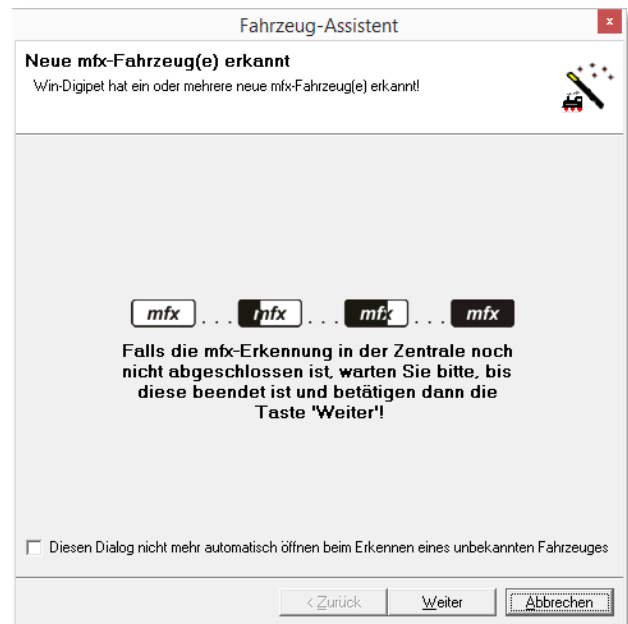 Fahrzeug-Assistent
x
Neue mfx-Fahrzeug(e) erkannt
Win-Digipet hat ein oder mehrere neue mfx-Fahrzeug(e) erkannt!
mfx . . . mfx . . . mfx . . . mfx
Falls die mfx-Erkennung in der Zentrale noch
nicht abgeschlossen ist, warten Sie bitte, bis
diese beendet ist und betätigen dann die
Taste 'Weiter'!
Diesen Dialog nicht mehr automatisch öffnen beim Erkennen eines unbekannten Fahrzeuges
< Zurück Weiter Abbrechen